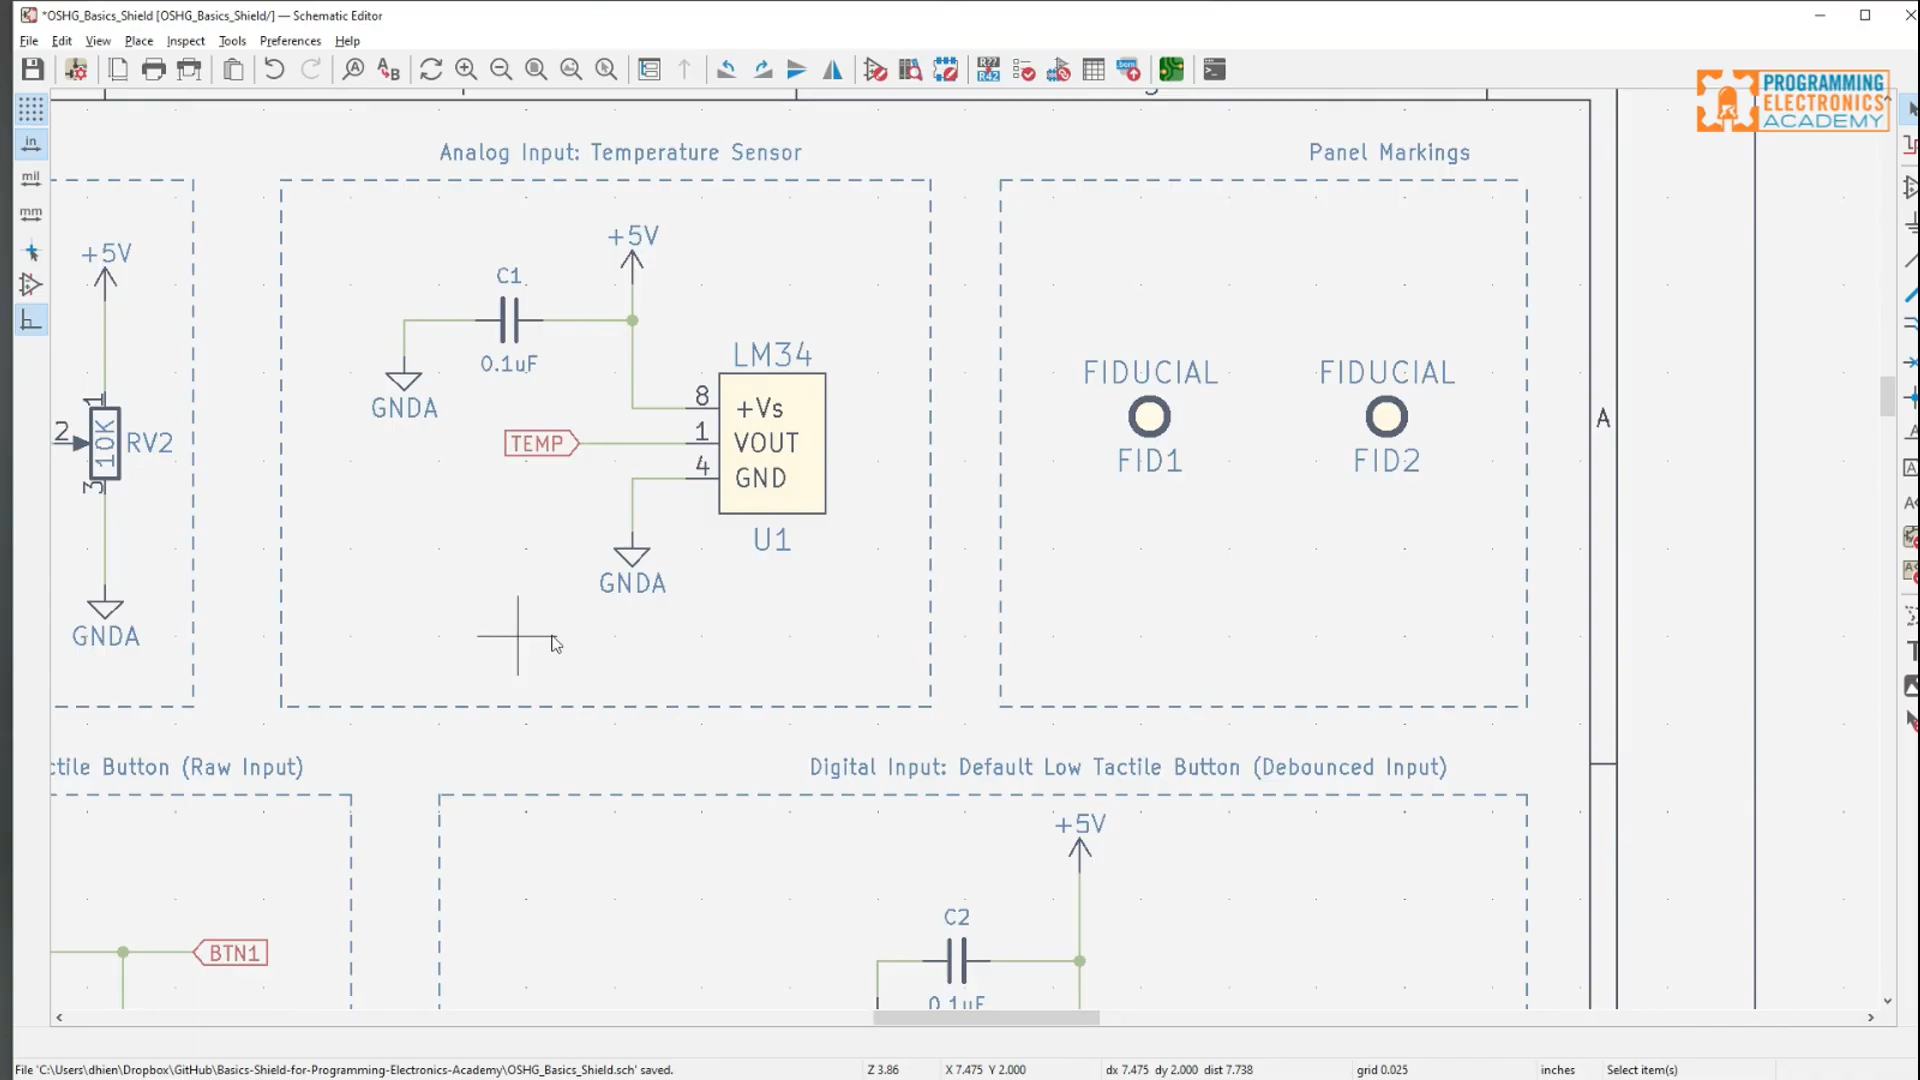 *OSHG_Basics_Shield [OSHG_Basics_Shield/] — Schematic Editor
File Edit View Place Inspect Tools Preferences Help
PROGRAMMING
ELECTRONICS
ACADEMY
in
mil
mm
Analog Input: Temperature Sensor
Panel Markings
+5V
+5V
C1
0.1uF
GNDA
LM34
8 +Vs
TEMP 1 VOUT
4 GND
U1
GNDA
1
2 10K RV2
3
GNDA
FIDUCIAL FIDUCIAL
FID1 FID2
A
ctile Button (Raw Input)
Digital Input: Default Low Tactile Button (Debounced Input)
+5V
C2
0.1uF
BTN1
File 'C:\Users\dhien\Dropbox\GitHub\Basics-Shield-for-Programming-Electronics-Academy\OSHG_Basics_Shield.sch' saved. Z 3.86 X 7.475 Y 2.000 dx 7.475 dy 2.000 dist 7.738 grid 0.025 inches Select item(s)